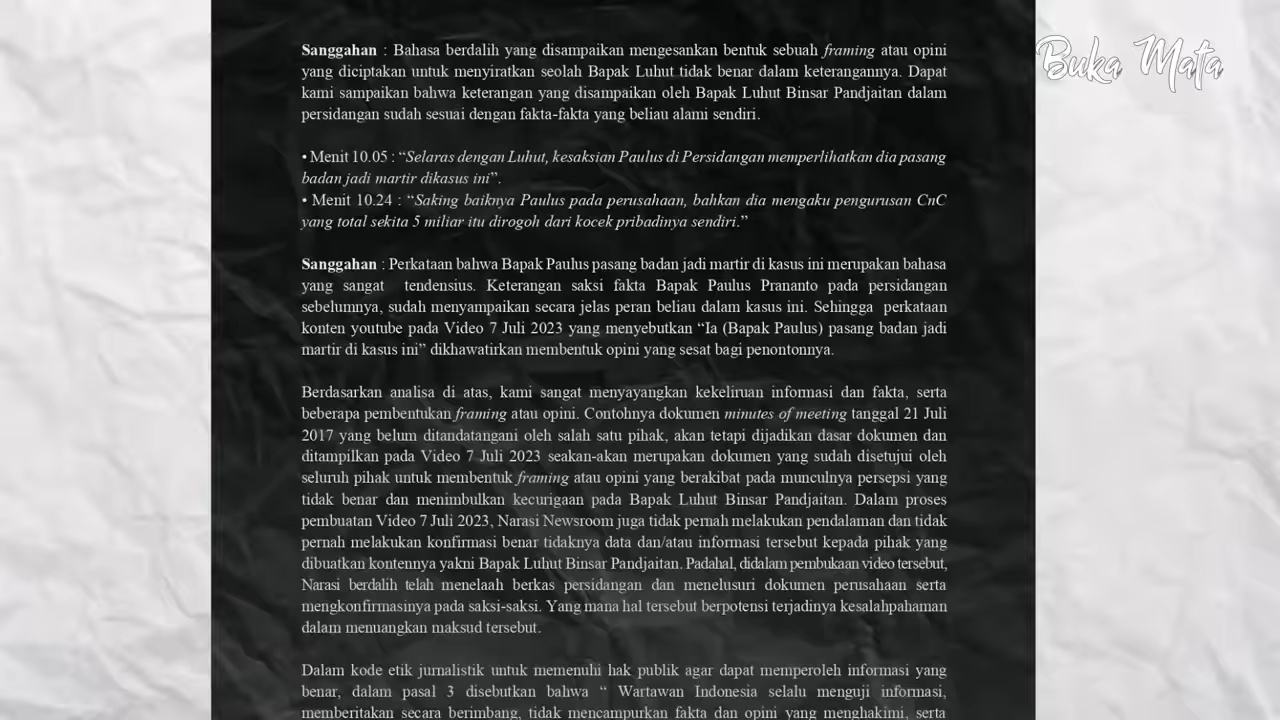 Buka Mata
Sanggahan : Bahasa berdalih yang disampaikan mengesankan bentuk sebuah framing atau opini
yang diciptakan untuk menyiratkan seolah Bapak Luhut tidak benar dalam keterangannya. Dapat
kami sampaikan bahwa keterangan yang disampaikan oleh Bapak Luhut Binsar Pandjaitan dalam
persidangan sudah sesuai dengan fakta-fakta yang beliau alami sendiri.
• Menit 10.05 : “Selaras dengan Luhut, kesaksian Paulus di Persidangan memperlihatkan dia pasang
badan jadi martir dikasus ini”.
• Menit 10.24 : “Saking baiknya Paulus pada perusahaan, bahkan dia mengaku pengurusan CnC
yang total sekita 5 miliar itu dirogoh dari kocek pribadinya sendiri.”
Sanggahan : Perkataan bahwa Bapak Paulus pasang badan jadi martir di kasus ini merupakan bahasa
yang sangat tendensius. Keterangan saksi fakta Bapak Paulus Prananto pada persidangan
sebelumnya, sudah menyampaikan secara jelas peran beliau dalam kasus ini. Sehingga perkataan
konten youtube pada Video 7 Juli 2023 yang menyebutkan “Ia (Bapak Paulus) pasang badan jadi
martir di kasus ini” dikhawatirkan membentuk opini yang sesat bagi penontonnya.
Berdasarkan analisa di atas, kami sangat menyayangkan kekeliruan informasi dan fakta, serta
beberapa pembentukan framing atau opini. Contohnya dokumen minutes of meeting tanggal 21 Juli
2017 yang belum ditandatangani oleh salah satu pihak, akan tetapi dijadikan dasar dokumen dan
ditampilkan pada Video 7 Juli 2023 seakan-akan merupakan dokumen yang sudah disetujui oleh
seluruh pihak untuk membentuk framing atau opini yang berakibat pada munculnya persepsi yang
tidak benar dan menimbulkan kecurigaan pada Bapak Luhut Binsar Pandjaitan. Dalam proses
pembuatan Video 7 Juli 2023, Narasi Newsroom juga tidak pernah melakukan pendalaman dan tidak
pernah melakukan konfirmasi benar tidaknya data dan/atau informasi tersebut kepada pihak yang
dibuatkan kontennya yakni Bapak Luhut Binsar Pandjaitan. Padahal, didalam pembukaan video tersebut,
Narasi berdalih telah menelaah berkas persidangan dan menelusuri dokumen perusahaan serta
mengkonfirmasinya pada saksi-saksi. Yang mana hal tersebut berpotensi terjadinya kesalahpahaman
dalam menuangkan maksud tersebut.
Dalam kode etik jurnalistik untuk memenuhi hak publik agar dapat memperoleh informasi yang
benar, dalam pasal 3 disebutkan bahwa “ Wartawan Indonesia selalu menguji informasi,
memberitakan secara berimbang, tidak mencampurkan fakta dan opini yang menghakimi, serta